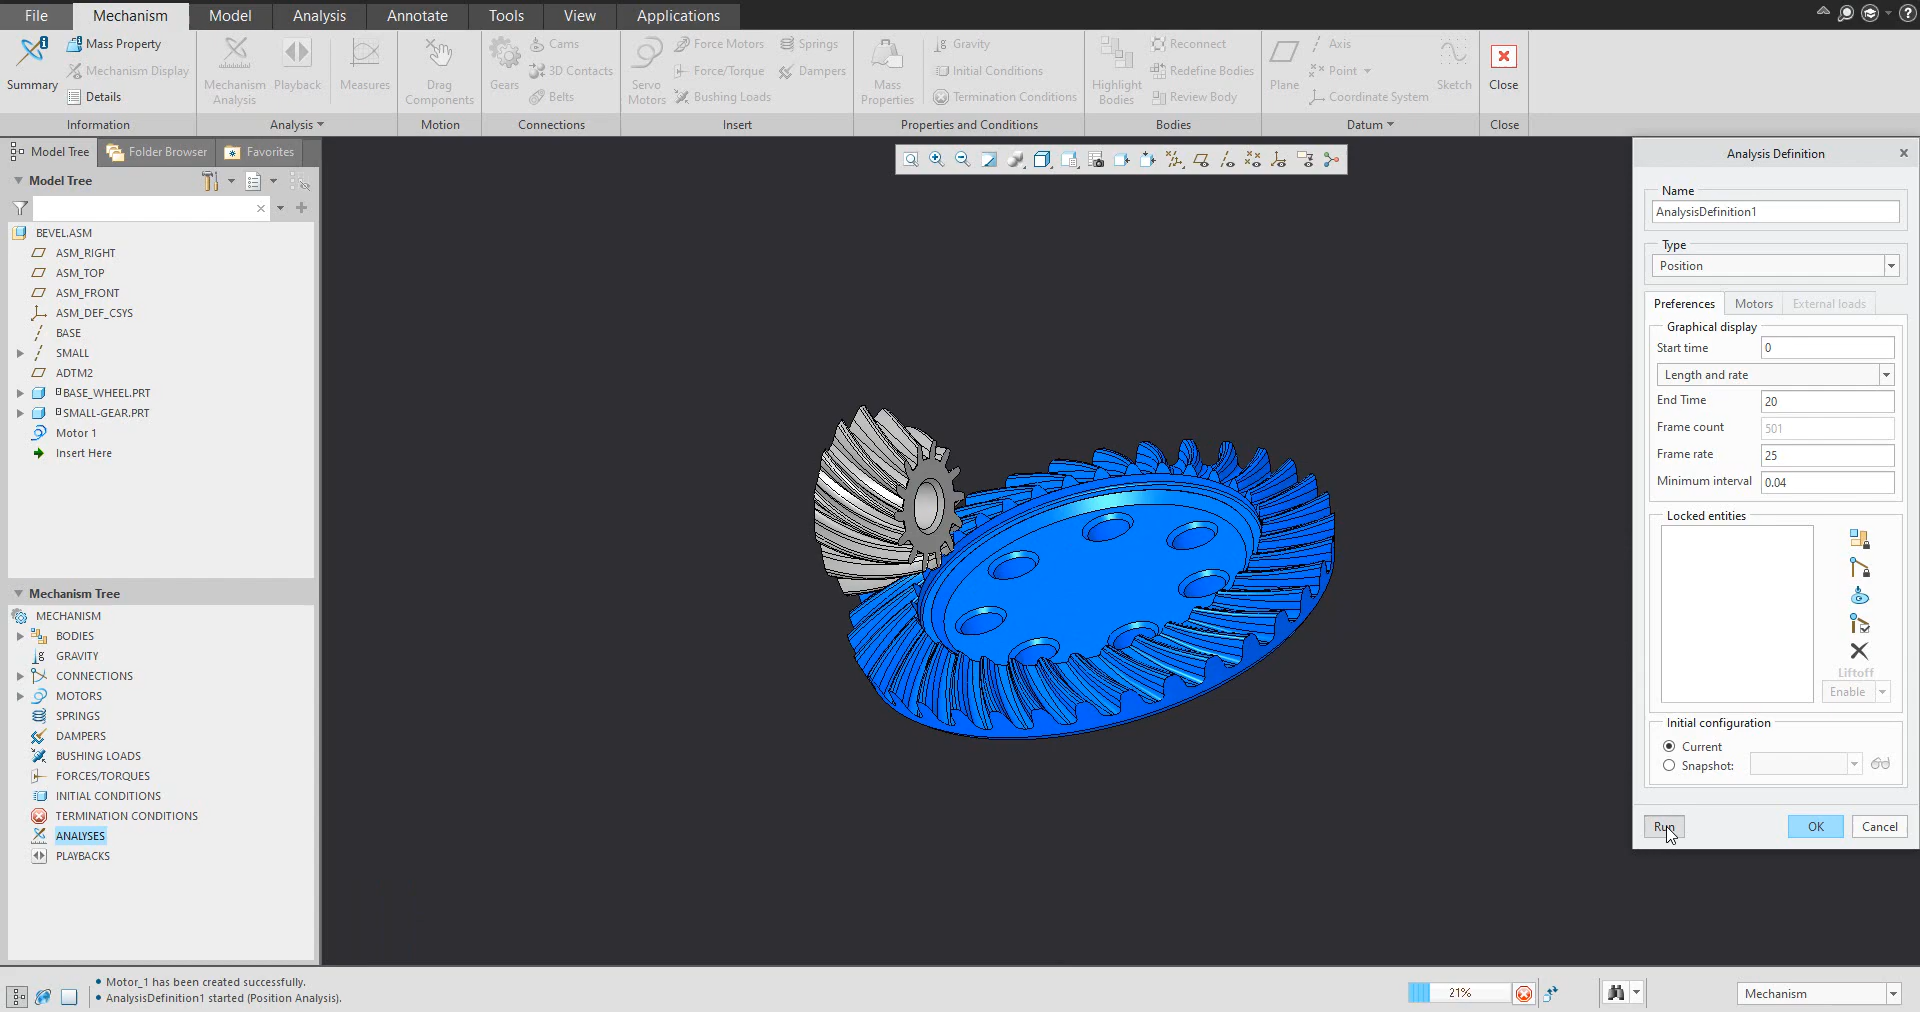 File Mechanism Model Analysis Annotate Tools View Applications
Summary
Mass Property
Mechanism Display
Details
Information
Mechanism Analysis
Playback
Measures
Analysis
Drag Components
Motion
Gears
Cams
3D Contacts
Belts
Connections
Servo Motors
Force Motors
Force/Torque
Bushing Loads
Springs
Dampers
Insert
Mass Properties
Gravity
Initial Conditions
Termination Conditions
Properties and Conditions
Highlight Bodies
Reconnect
Redefine Bodies
Review Body
Bodies
Plane
Axis
Point
Coordinate System
Sketch
Datum
Close
Close
Model Tree Folder Browser Favorites
Model Tree
BEVEL.ASM
ASM_RIGHT
ASM_TOP
ASM_FRONT
ASM_DEF_CSYS
BASE
SMALL
ADTM2
BASE_WHEEL.PRT
SMALL-GEAR.PRT
Motor 1
Insert Here
Mechanism Tree
MECHANISM
BODIES
GRAVITY
CONNECTIONS
MOTORS
SPRINGS
DAMPERS
BUSHING LOADS
FORCES/TORQUES
INITIAL CONDITIONS
TERMINATION CONDITIONS
ANALYSES
PLAYBACKS
Analysis Definition
Name
AnalysisDefinition1
Type
Position
Preferences Motors External loads
Graphical display
Start time 0
Length and rate
End Time 20
Frame count 501
Frame rate 25
Minimum interval 0.04
Locked entities
Liftoff
Enable
Initial configuration
Current
Snapshot:
Run OK Cancel
• Motor_1 has been created successfully.
• AnalysisDefinition1 started (Position Analysis).
21%
Mechanism